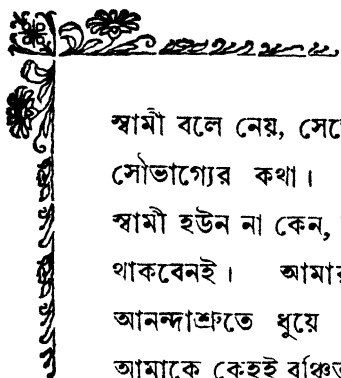 স্বামী বলে নেয়,
সৌভাগ্যের কথা।
স্বামী হউন না কেন,
থাকবেনই। আমার
আনন্দাশ্রুতে ধুয়ে
আমাকে কেহই বঞ্চিত